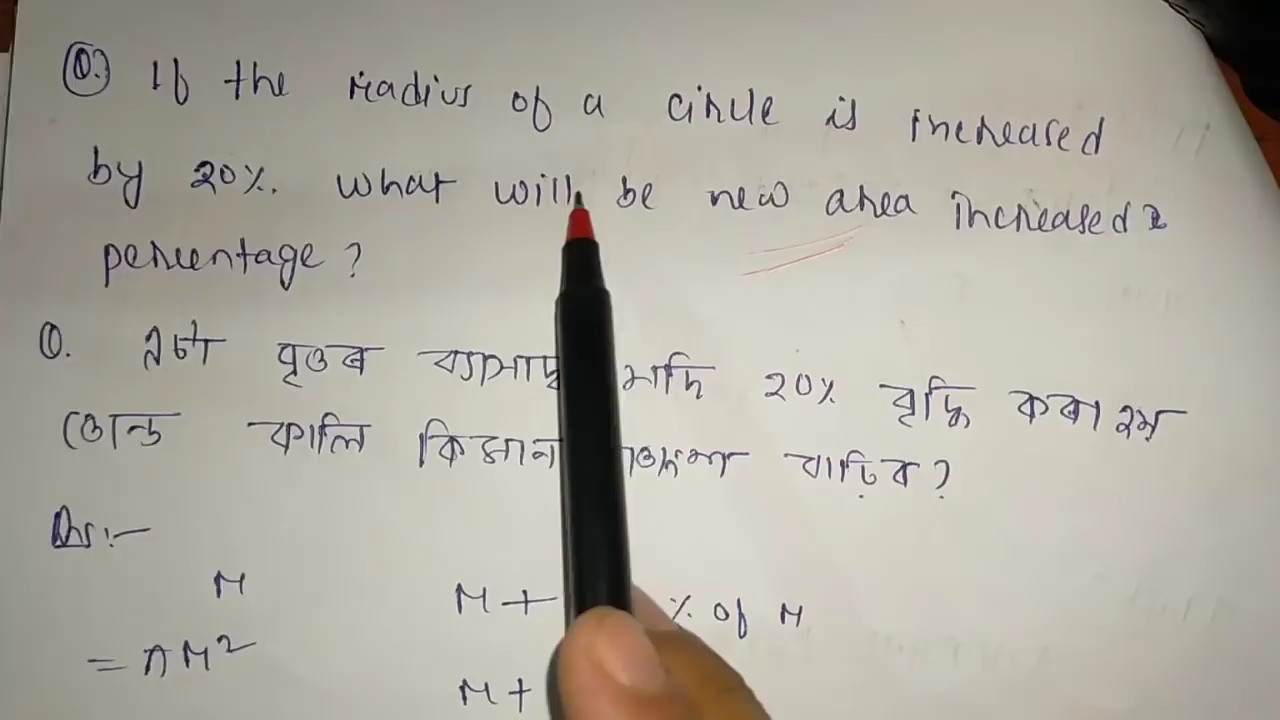 Q. If the radius of a circle is increased
by 20%. what will be new area increased
percentage?
Q. এটা বৃত্তৰ যদি 20% বৃদ্ধি কৰা হয়
কালি কিমান বাঢ়িব?
Ans:-
r r + % of r
= πr² r +